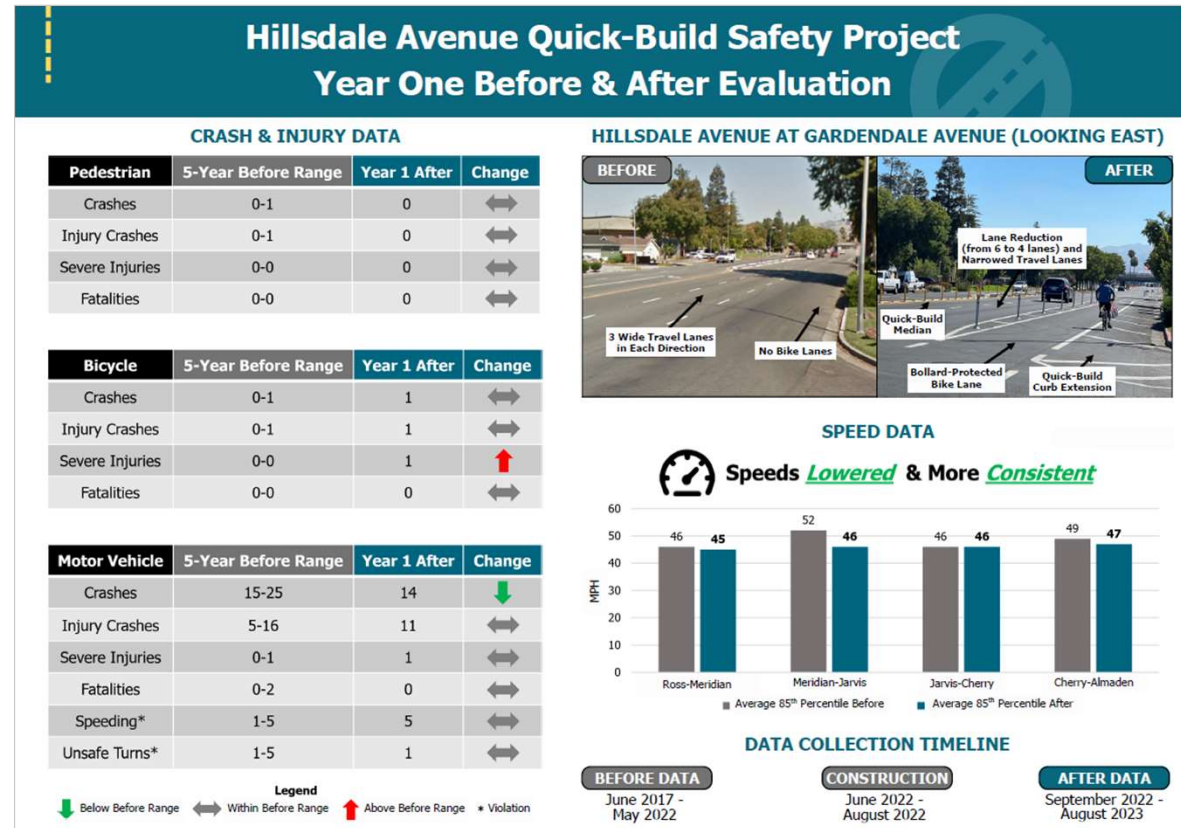 Hillsdale Avenue Quick-Build Safety Project
Year One Before & After Evaluation
CRASH & INJURY DATA
Pedestrian 5-Year Before Range Year 1 After Change
Crashes 0-1 0
Injury Crashes 0-1 0
Severe Injuries 0-0 0
Fatalities 0-0 0
Bicycle 5-Year Before Range Year 1 After Change
Crashes 0-1 1
Injury Crashes 0-1 1
Severe Injuries 0-0 1
Fatalities 0-0 0
Motor Vehicle 5-Year Before Range Year 1 After Change
Crashes 15-25 14
Injury Crashes 5-16 11
Severe Injuries 0-1 1
Fatalities 0-2 0
Speeding* 1-5 5
Unsafe Turns* 1-5 1
Legend
Below Before Range Within Before Range Above Before Range * Violation
HILLSDALE AVENUE AT GARDENDALE AVENUE (LOOKING EAST)
BEFORE
3 Wide Travel Lanes
in Each Direction
No Bike Lanes
AFTER
Lane Reduction
(from 6 to 4 lanes) and
Narrowed Travel Lanes
Quick-Build
Median
Bollard-Protected
Bike Lane
Quick-Build
Curb Extension
SPEED DATA
Speeds Lowered & More Consistent
MPH
60
50
40
30
20
10
0
46 45
52 46
46 46
49 47
Ross-Meridian Meridian-Jarvis Jarvis-Cherry Cherry-Almaden
Average 85th Percentile Before Average 85th Percentile After
DATA COLLECTION TIMELINE
BEFORE DATA
June 2017 -
May 2022
CONSTRUCTION
June 2022 -
August 2022
AFTER DATA
September 2022 -
August 2023